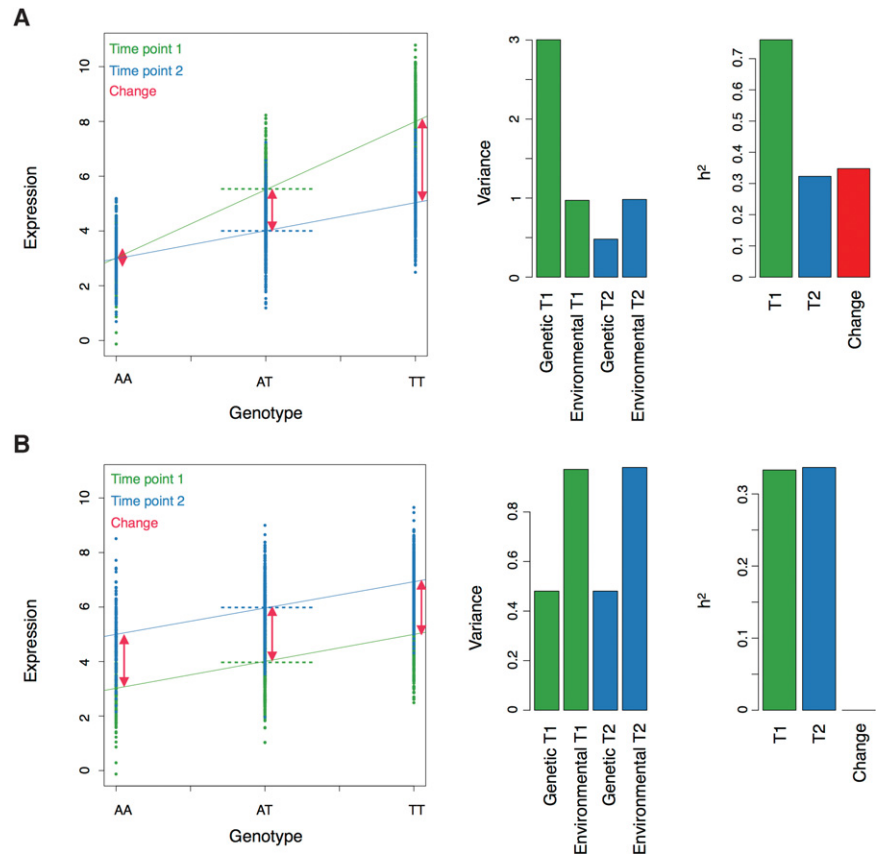 A
Time point 1
Time point 2
Change
Expression
0
2
4
6
8
10
AA
AT
TT
Genotype
Variance
0
1
2
3
Genetic T1
Environmental T1
Genetic T2
Environmental T2
h²
0
0.1
0.2
0.3
0.4
0.5
0.6
0.7
T1
T2
Change
B
Time point 1
Time point 2
Change
Expression
0
2
4
6
8
10
AA
AT
TT
Genotype
Variance
0
0.2
0.4
0.6
0.8
Genetic T1
Environmental T1
Genetic T2
Environmental T2
h²
0
0.1
0.2
0.3
T1
T2
Change